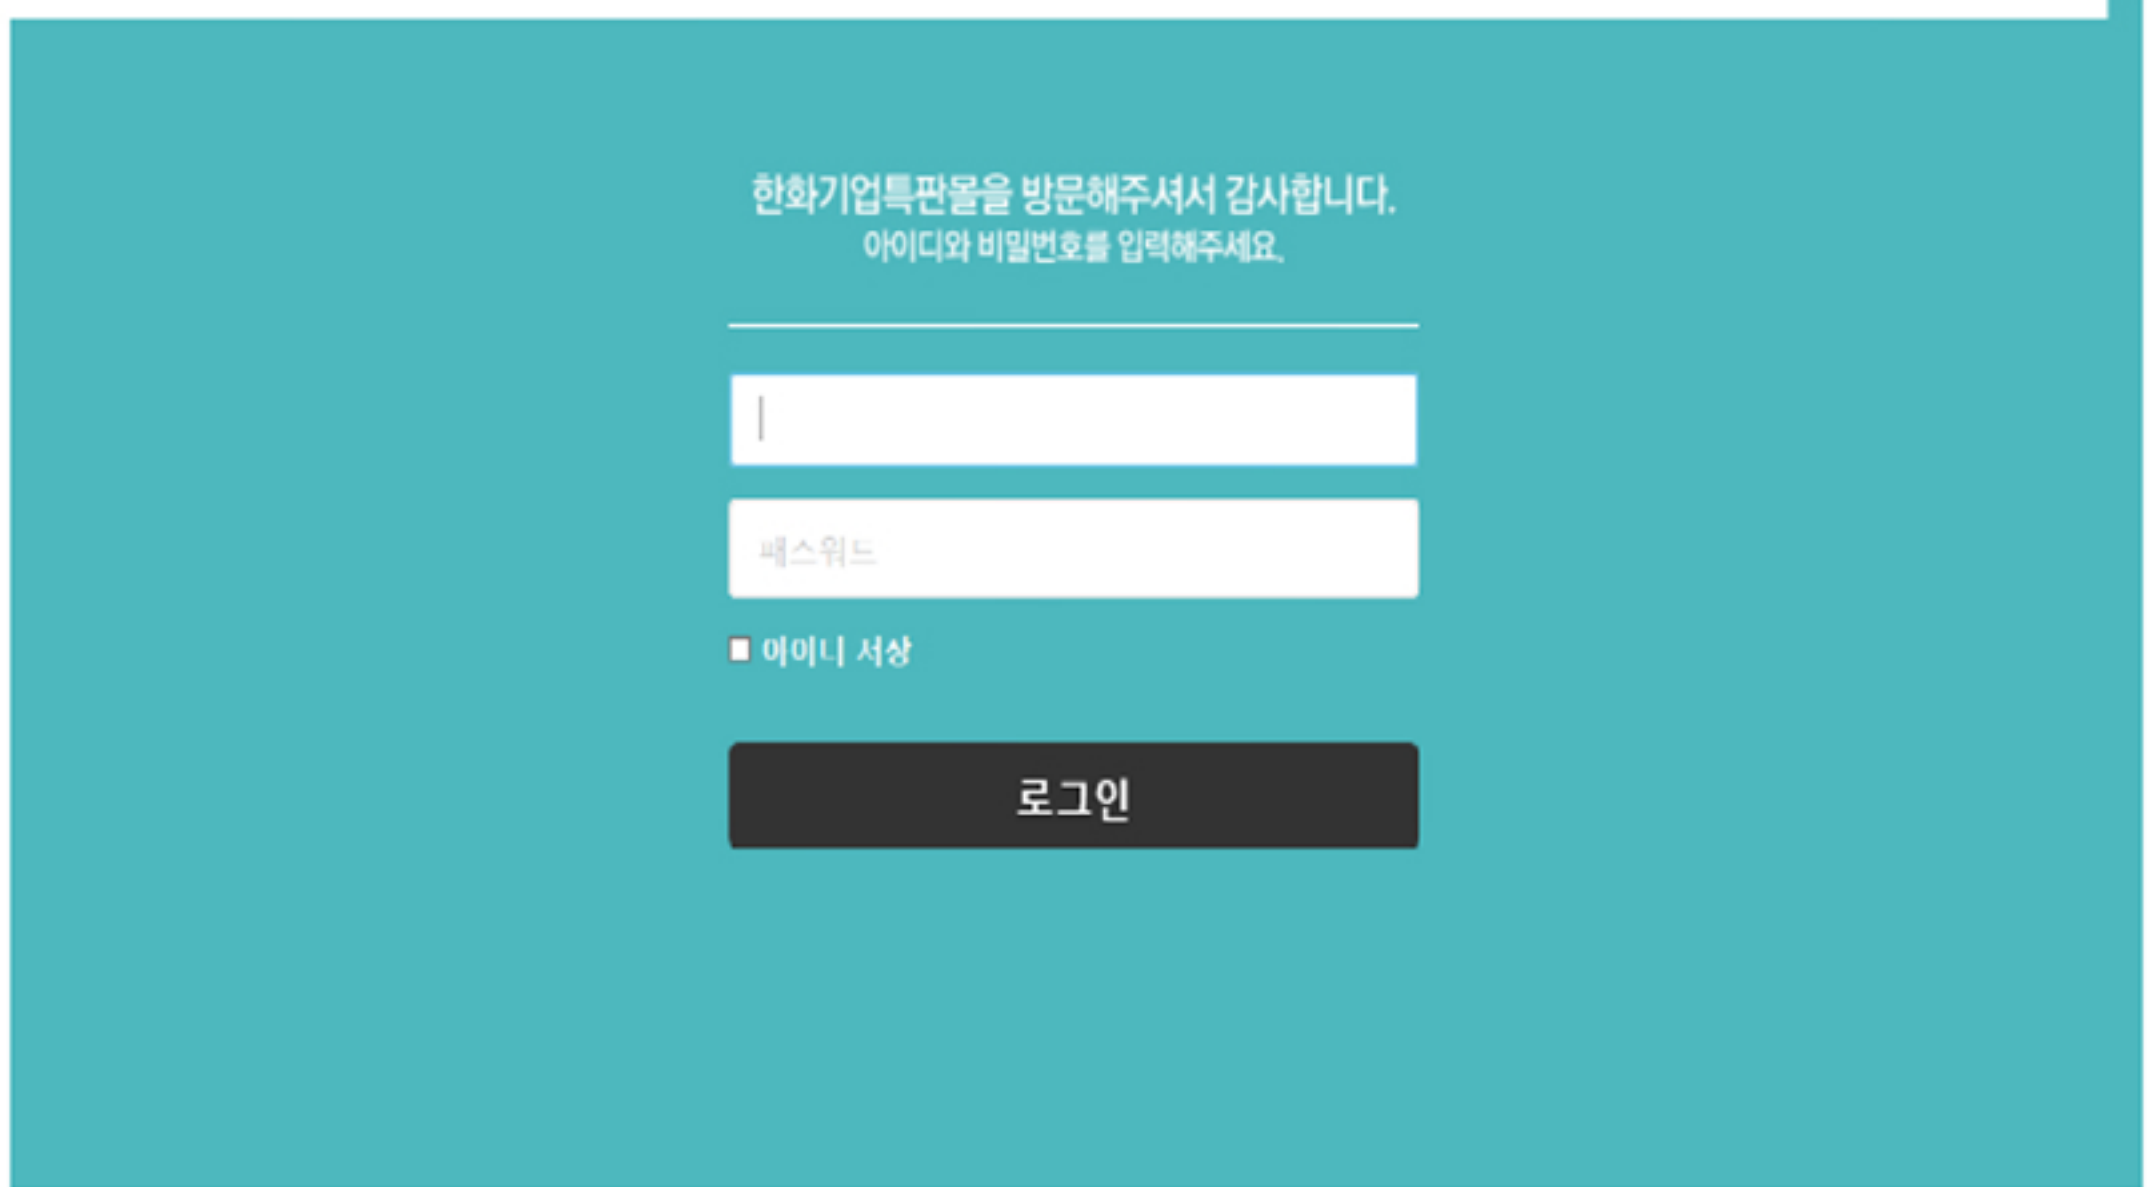 한화기업특판몰을 방문해주셔서 감사합니다.
아이디와 비밀번호를 입력해주세요.
패스워드
아이디 저장
로그인